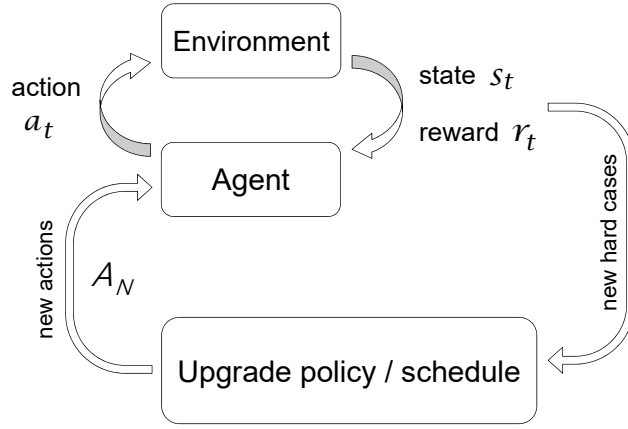 Environment
action
a_t
state s_t
reward r_t
Agent
new actions
A_N
new hard cases
Upgrade policy / schedule